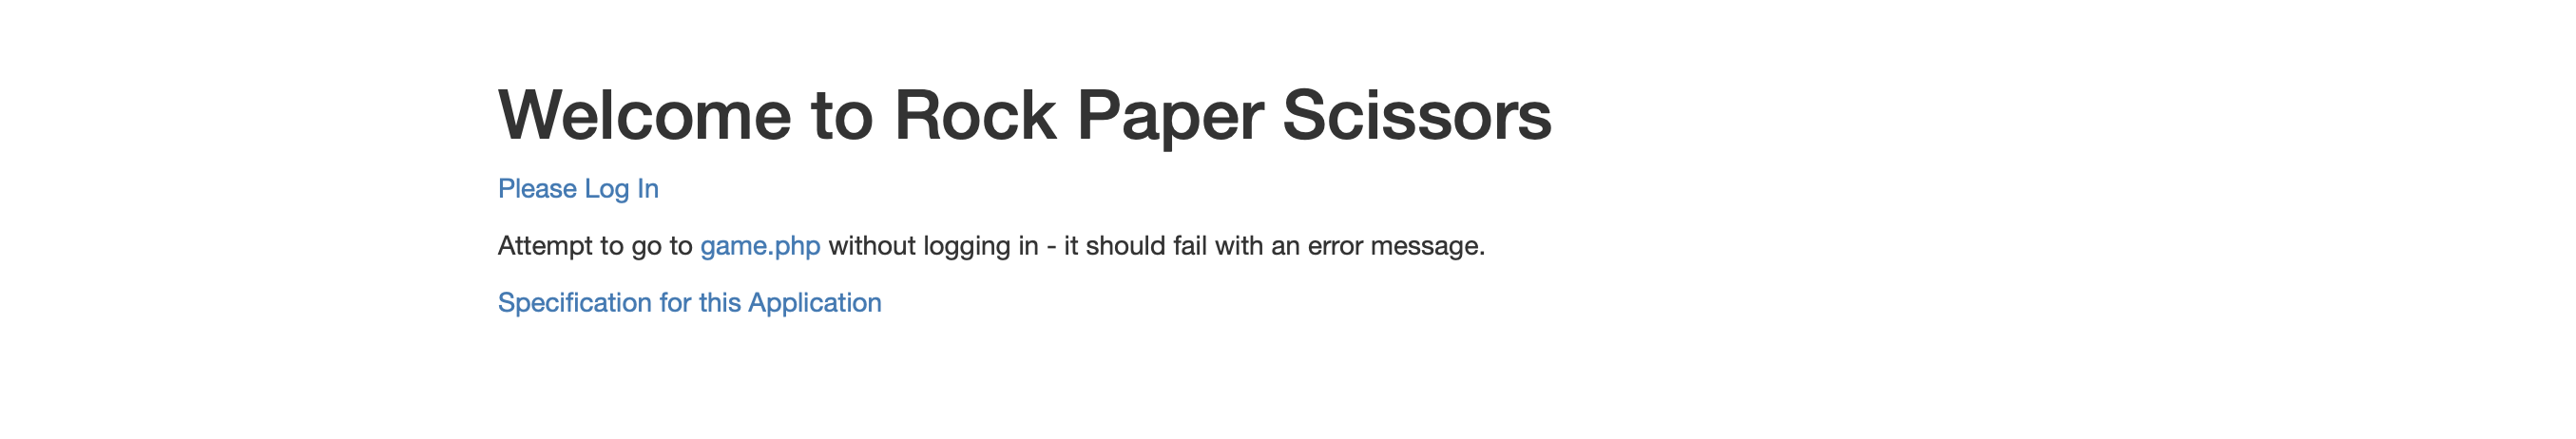 Welcome to Rock Paper Scissors
Please Log In
Attempt to go to game.php without logging in - it should fail with an error message.
Specification for this Application